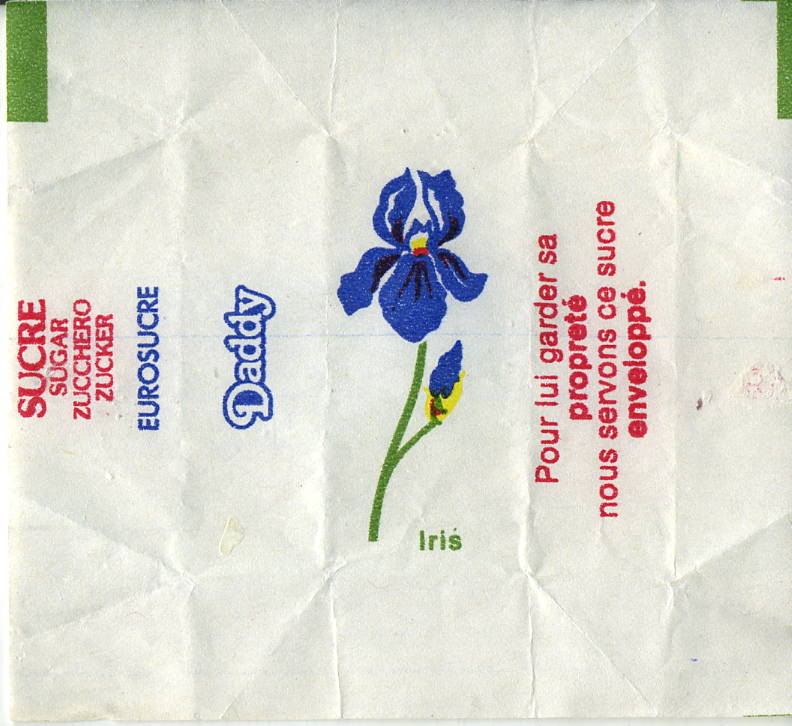 SUCRE
SUGAR
ZUCCHERO
ZUCKER
EUROSUCRE
Daddy
Iris
Pour lui garder sa
propreté
nous servons ce sucre
enveloppé.